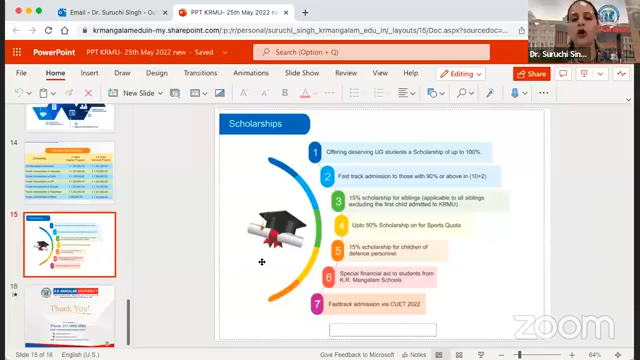 Email - Dr. Suruchi Singh - Ou
PPT KRMU- 25th May 2022 new
krmangalameduin-my.sharepoint.com/:p:/r/personal/suruchi_singh_krmangalam_edu_in/_layouts/15/Doc.aspx?sourcedoc=...
PowerPoint
PPT KRMU - 25th May 2022 new - Saved
Search (Option + Q)
Dr. Suruchi Sin
File
Home
Insert
Draw
Design
Transitions
Animations
Editing
Share
Present
New Slide
14
15
16
Thank You!
Scholarships
1 Offering deserving UG students a Scholarship of up to 100%.
2 Fast track admission to those with 90% or above in (10+2)
3 15% scholarship for siblings (applicable to all siblings
excluding the first child admitted to KRMU)
4 Upto 50% Scholarship on for Sports Quota
5 15% scholarship for children of
defence personnel
6 Special financial aid to students from
K.R. Mangalam Schools
7 Fasttrack admission via CUET 2022
zoom
Slide 15 of 16
English (U.S.)
Give Feedback to Microsoft
Notes
64%